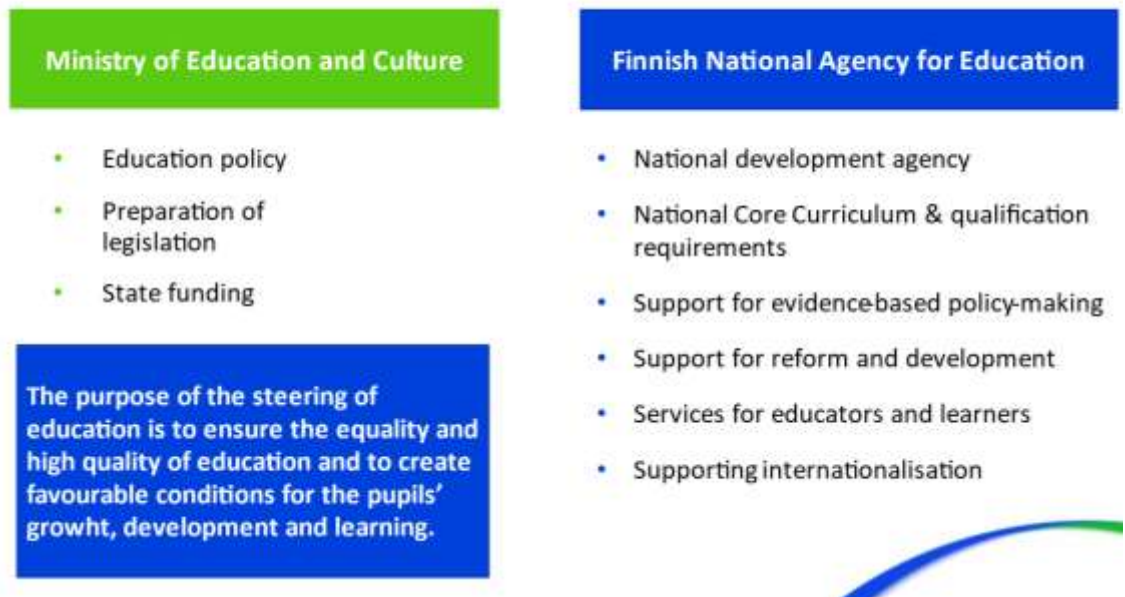 Ministry of Education and Culture
• Education policy
• Preparation of
legislation
• State funding
The purpose of the steering of
education is to ensure the equality and
high quality of education and to create
favourable conditions for the pupils’
growht, development and learning.
Finnish National Agency for Education
• National development agency
• National Core Curriculum & qualification
requirements
• Support for evidence-based policy-making
• Support for reform and development
• Services for educators and learners
• Supporting internationalisation